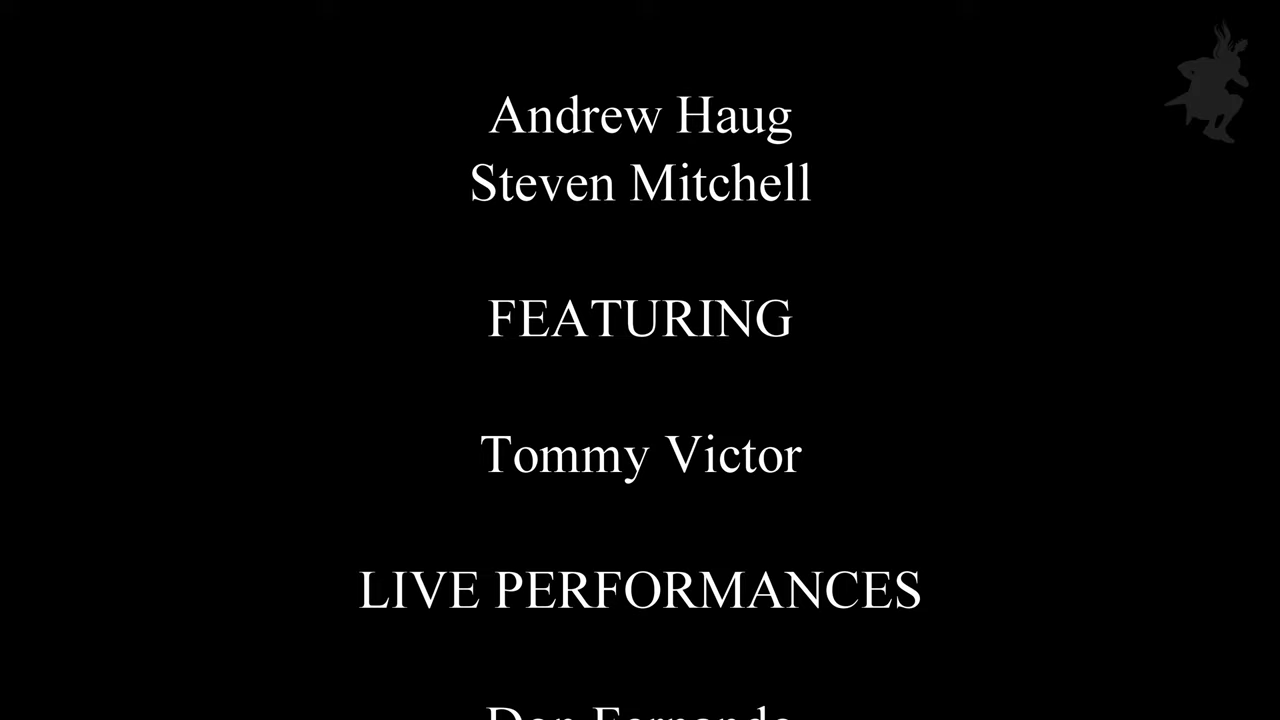 Andrew Haug
Steven Mitchell
FEATURING
Tommy Victor
LIVE PERFORMANCES